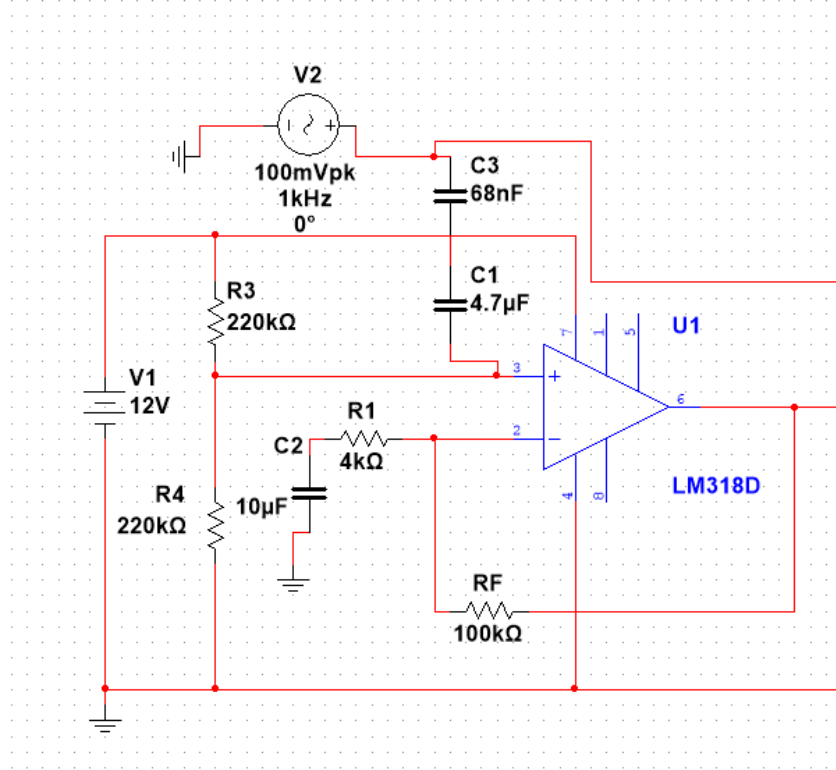 V2
100mVpk
1kHz
0°
C3
68nF
C1
4.7µF
R3
220kΩ
V1
12V
R4
220kΩ
C2
10µF
R1
4kΩ
RF
100kΩ
U1
LM318D
7
1
5
3
2
6
4
8